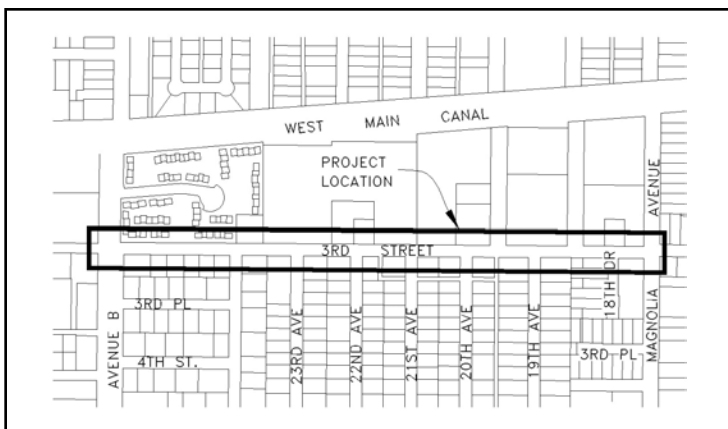 WEST MAIN CANAL
PROJECT
LOCATION
AVENUE
3RD STREET
18TH DR
3RD PL
4TH ST.
AVENUE B
23RD AVE
22ND AVE
21ST AVE
20TH AVE
19TH AVE
3RD PL
MAGNOLIA